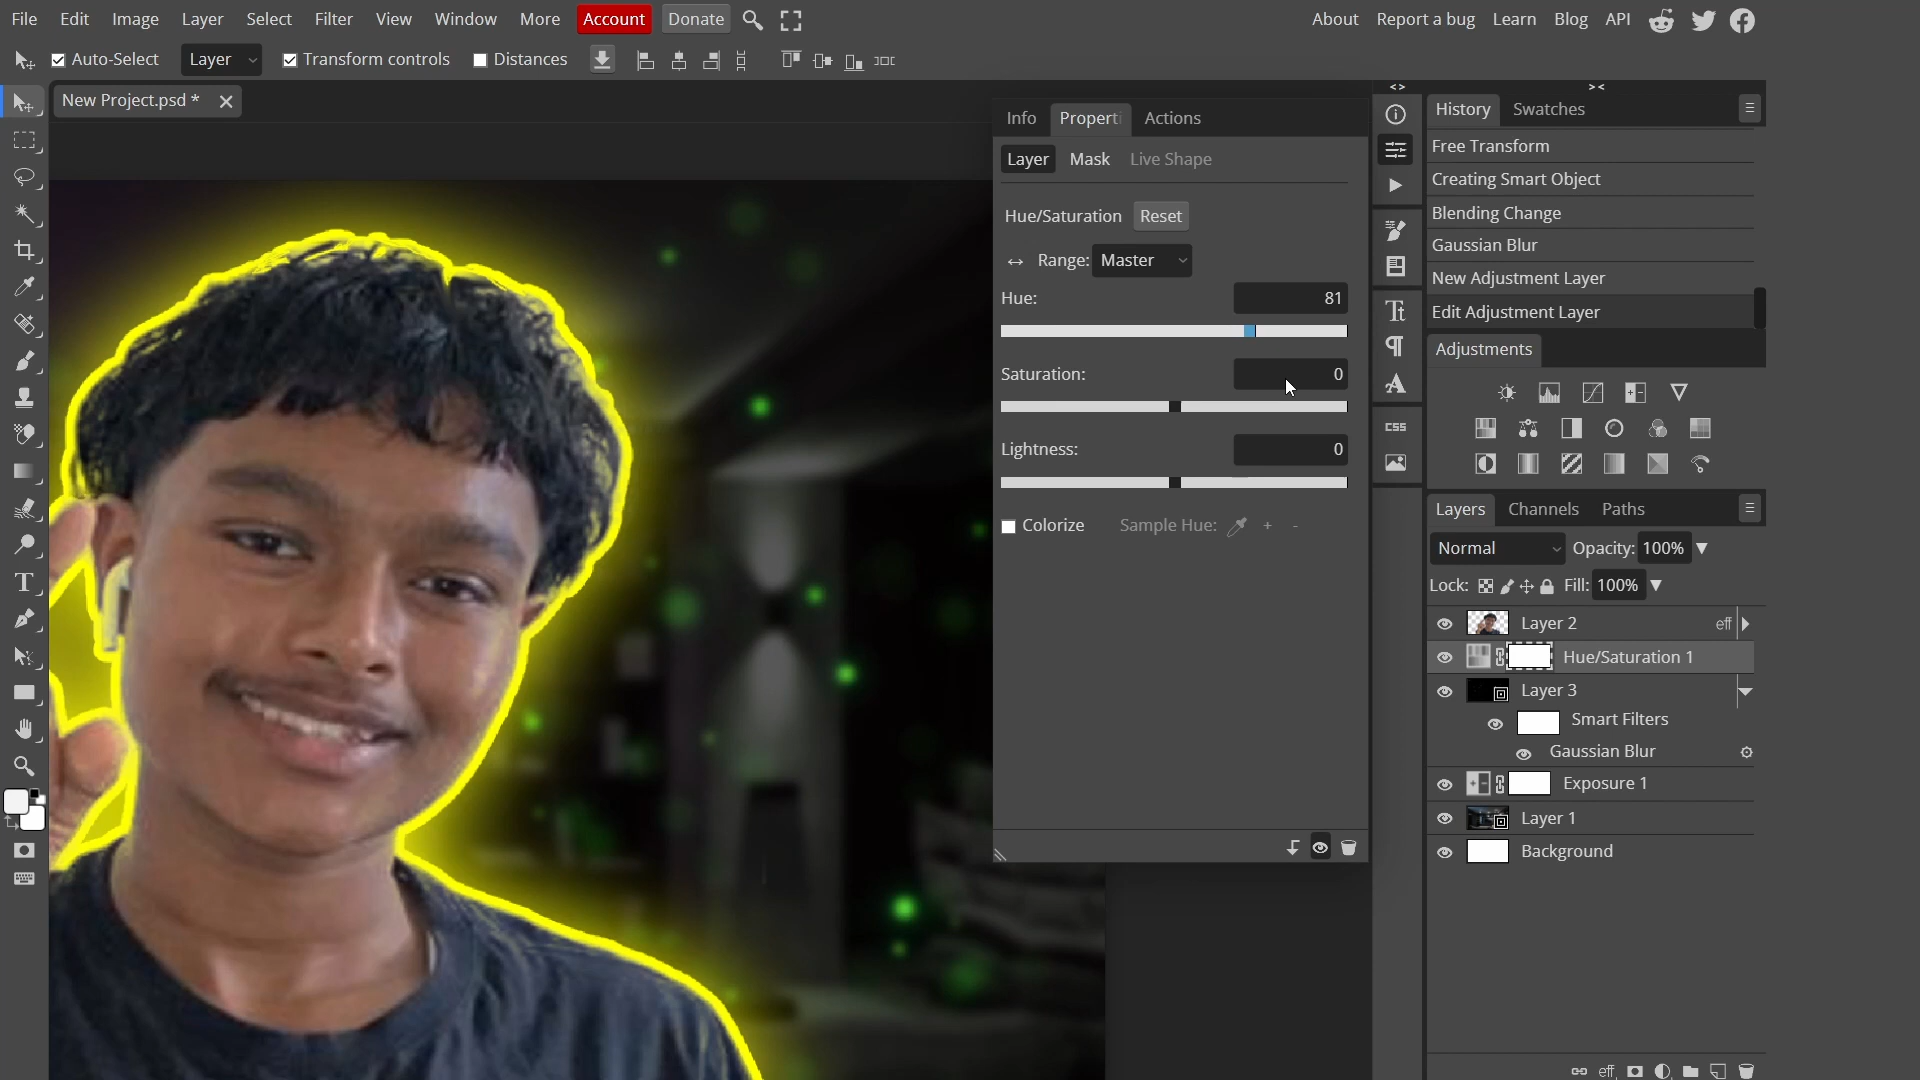 File Edit Image Layer Select Filter View Window More Account Donate
About Report a bug Learn Blog API
Auto-Select Layer Transform controls Distances
New Project.psd *
Info Properti Actions
Layer Mask Live Shape
Hue/Saturation Reset
Range: Master
Hue: 81
Saturation: 0
Lightness: 0
Colorize Sample Hue: + -
CSS
History Swatches
Free Transform
Creating Smart Object
Blending Change
Gaussian Blur
New Adjustment Layer
Edit Adjustment Layer
Adjustments
Layers Channels Paths
Normal Opacity: 100%
Lock: Fill: 100%
Layer 2 eff
Hue/Saturation 1
Layer 3
Smart Filters
Gaussian Blur
Exposure 1
Layer 1
Background
eff